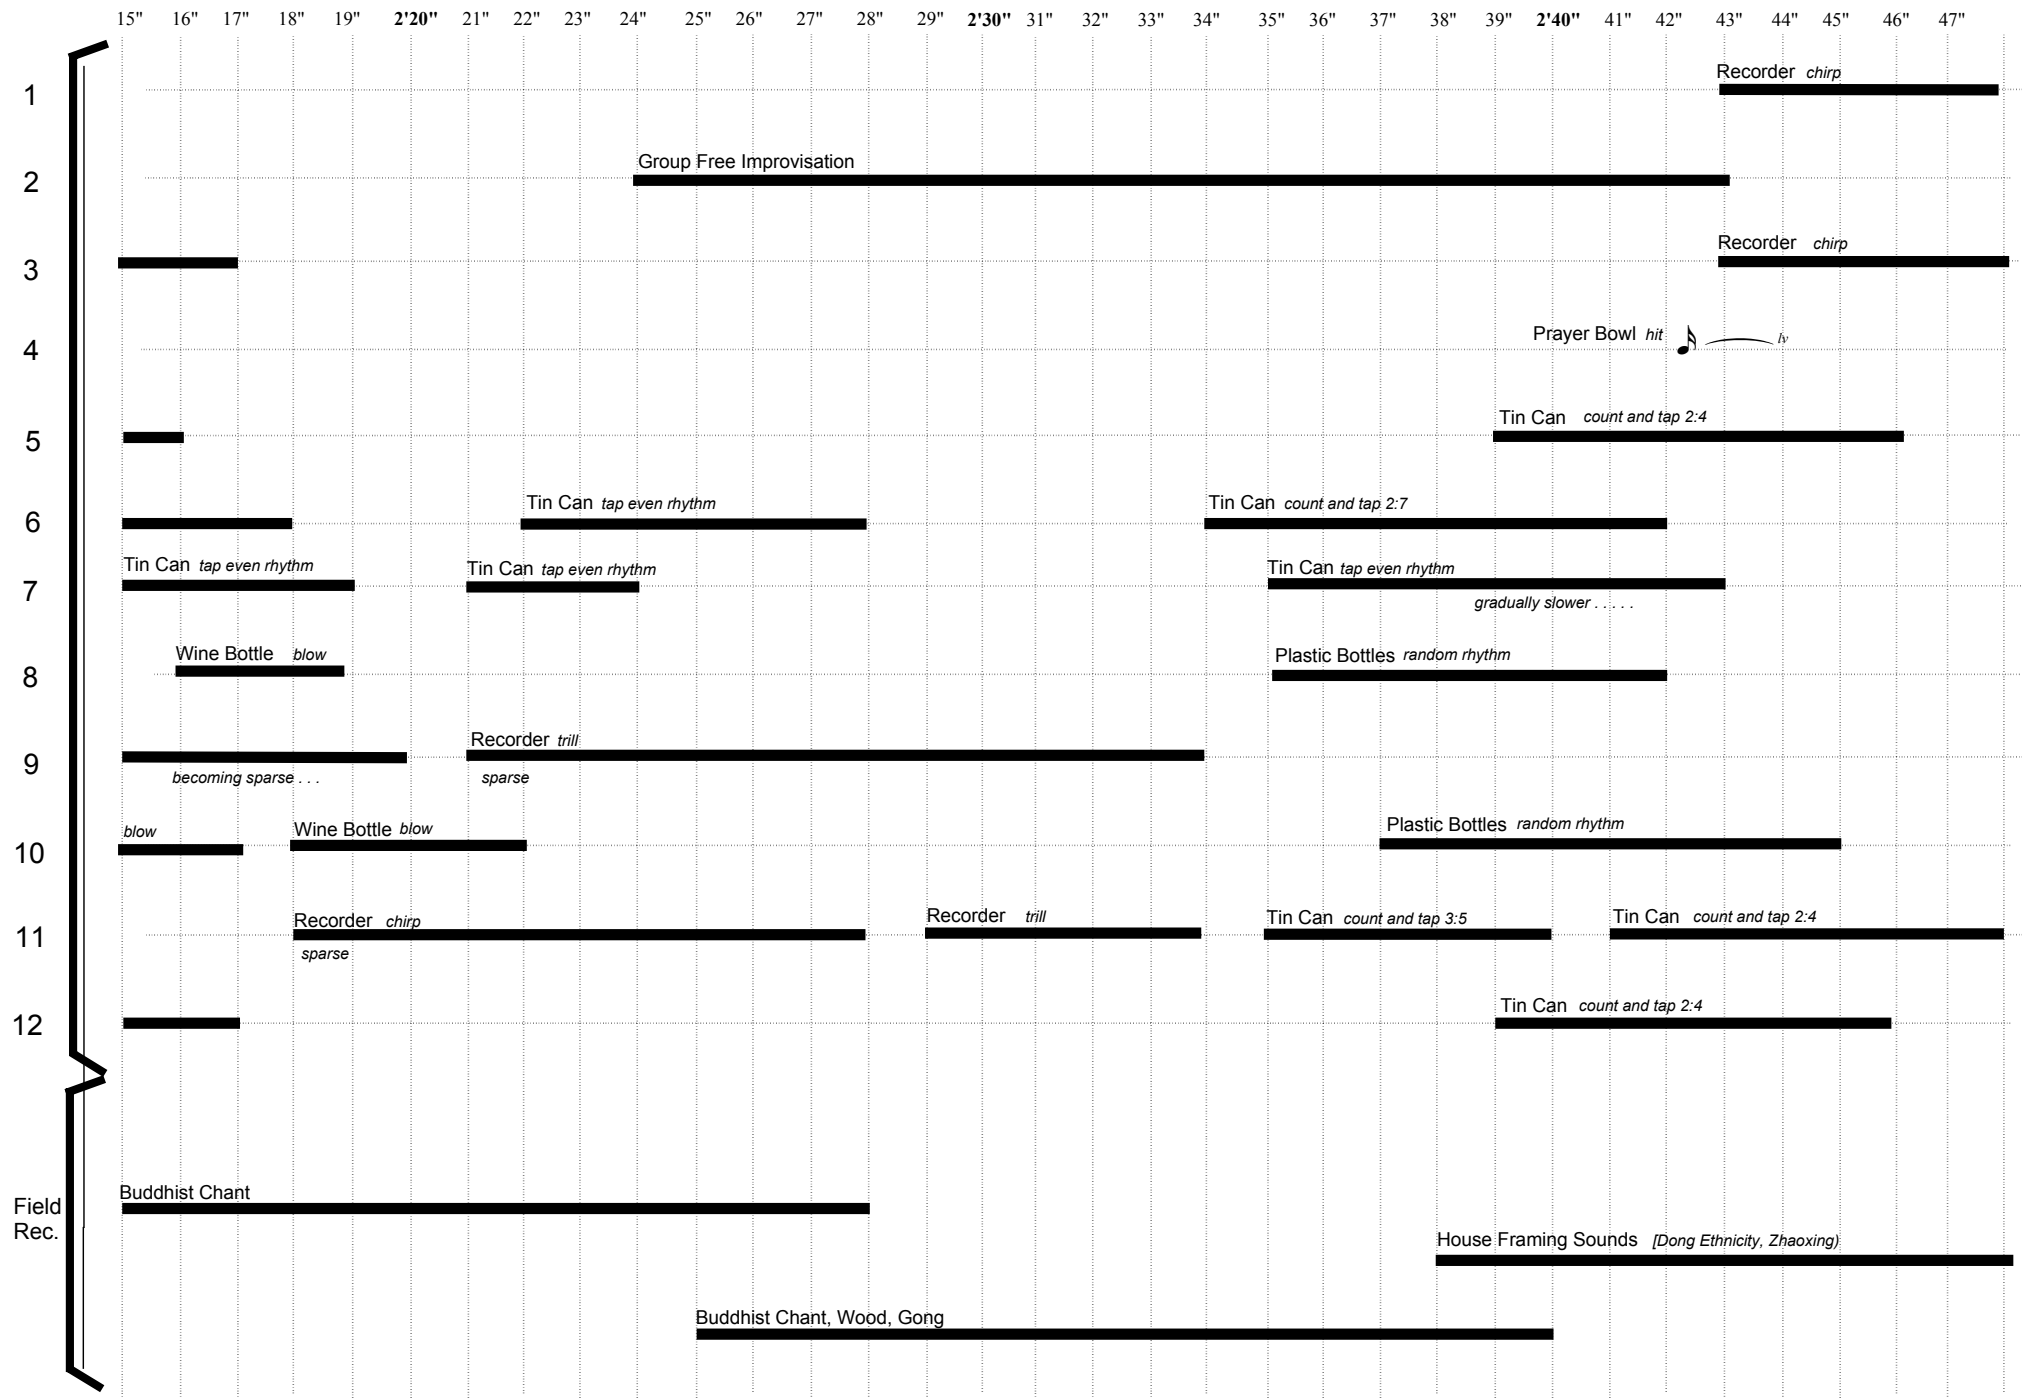 15" 16" 17" 18" 19" 2'20" 21" 22" 23" 24" 25" 26" 27" 28" 29" 2'30" 31" 32" 33" 34" 35" 36" 37" 38" 39" 2'40" 41" 42" 43" 44" 45" 46" 47"
Recorder chirp
1
Group Free Improvisation
2
Recorder chirp
3
Prayer Bowl hit lv
4
Tin Can count and tap 2:4
5
Tin Can tap even rhythm Tin Can count and tap 2:7
6
Tin Can tap even rhythm Tin Can tap even rhythm Tin Can tap even rhythm
7
gradually slower . . . . .
Wine Bottle blow Plastic Bottles random rhythm
8
Recorder trill
9
becoming sparse . . . sparse
blow Wine Bottle blow Plastic Bottles random rhythm
10
Recorder chirp Recorder trill Tin Can count and tap 3:5 Tin Can count and tap 2:4
11
sparse
Tin Can count and tap 2:4
12
Buddhist Chant
Field
Rec.
House Framing Sounds [Dong Ethnicity, Zhaoxing)
Buddhist Chant, Wood, Gong